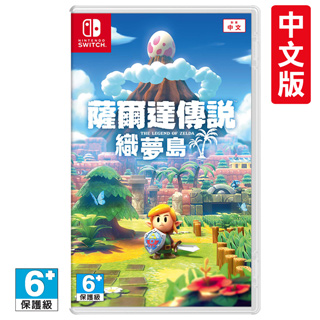 NINTENDO
SWITCH
中文
中文版
薩爾達傳說
THE LEGEND OF ZELDA
織夢島
6+
保護級
6+
保護級